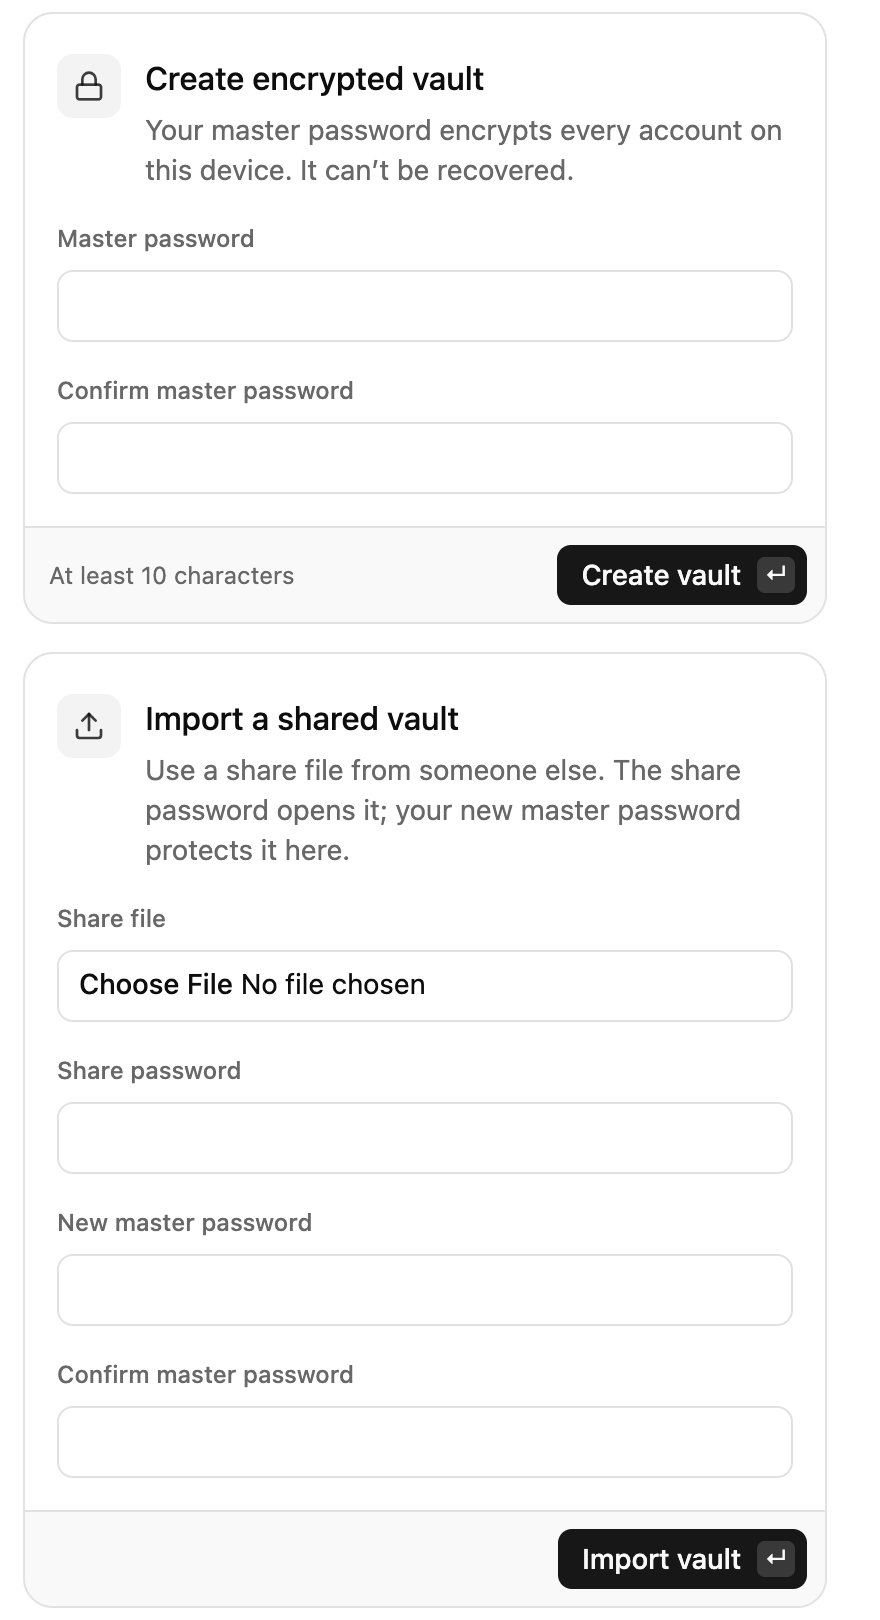 Create encrypted vault
Your master password encrypts every account on
this device. It can’t be recovered.
Master password
Confirm master password
At least 10 characters
Create vault
Import a shared vault
Use a share file from someone else. The share
password opens it; your new master password
protects it here.
Share file
Choose File No file chosen
Share password
New master password
Confirm master password
Import vault